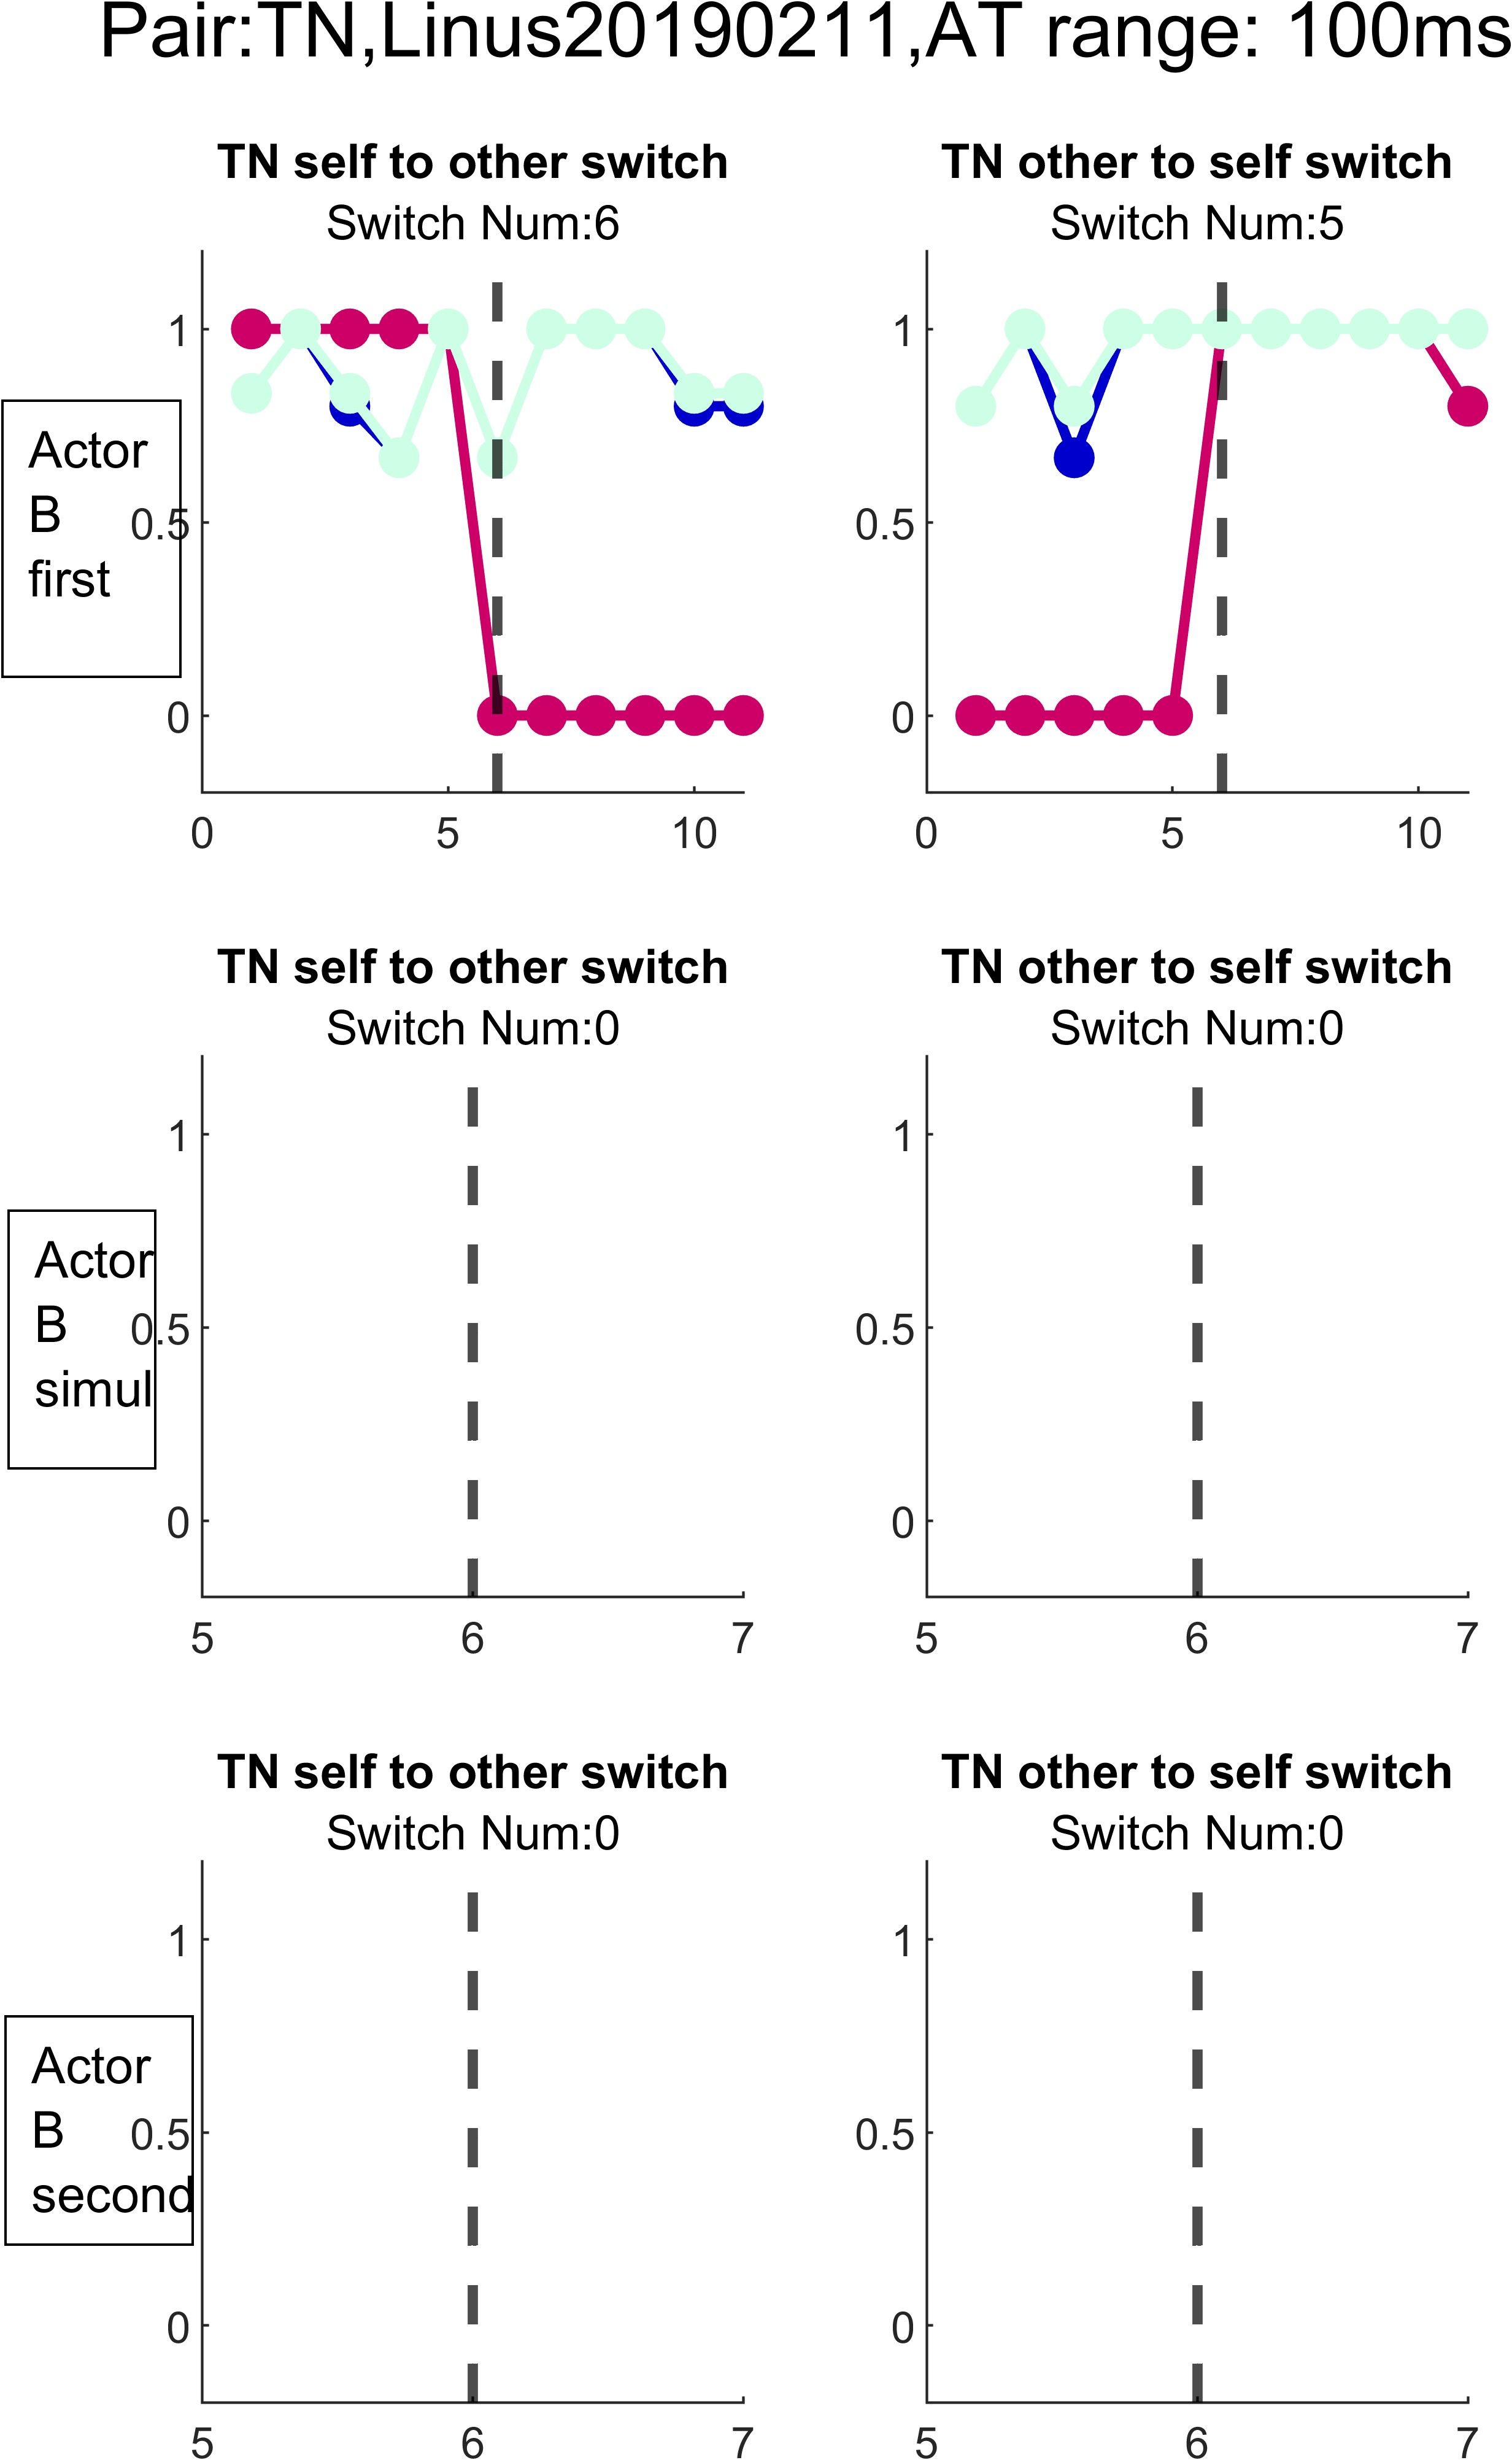 Pair:TN,Linus20190211,AT range: 100ms
TN self to other switch
Switch Num:6
TN other to self switch
Switch Num:5
Actor
B
first
1
0.5
0
0 5 10
1
0.5
0
0 5 10
TN self to other switch
Switch Num:0
TN other to self switch
Switch Num:0
Actor
B
simul
1
0.5
0
5 6 7
1
0.5
0
5 6 7
TN self to other switch
Switch Num:0
TN other to self switch
Switch Num:0
Actor
B
second
1
0.5
0
5 6 7
1
0.5
0
5 6 7